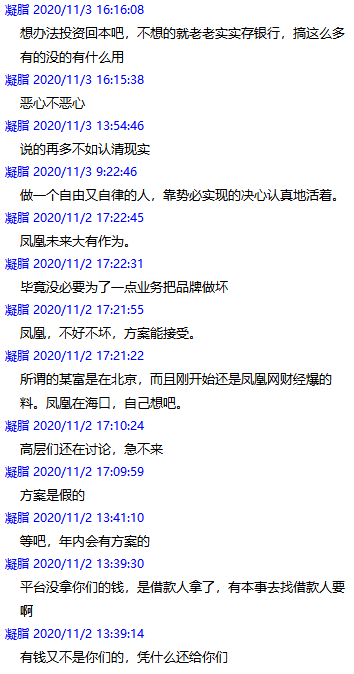 凝脂 2020/11/3 16:16:08
想办法投资回本吧，不想的就老老实实存银行，搞这么多
有的没的有什么用
凝脂 2020/11/3 16:15:38
恶心不恶心
凝脂 2020/11/3 13:54:46
说的再多不如认清现实
凝脂 2020/11/3 9:22:46
做一个自由又自律的人，靠势必实现的决心认真地活着。
凝脂 2020/11/2 17:22:45
凤凰未来大有作为。
凝脂 2020/11/2 17:22:31
毕竟没必要为了一点业务把品牌做坏
凝脂 2020/11/2 17:21:55
凤凰，不好不坏，方案能接受。
凝脂 2020/11/2 17:21:22
所谓的某富是在北京，而且刚开始还是凤凰网财经爆的
料。凤凰在海口，自己想吧。
凝脂 2020/11/2 17:10:24
高层们还在讨论，急不来
凝脂 2020/11/2 17:09:59
方案是假的
凝脂 2020/11/2 13:41:10
等吧，年内会有方案的
凝脂 2020/11/2 13:39:30
平台没拿你们的钱，是借款人拿了，有本事去找借款人要
啊
凝脂 2020/11/2 13:39:14
有钱又不是你们的，凭什么还给你们